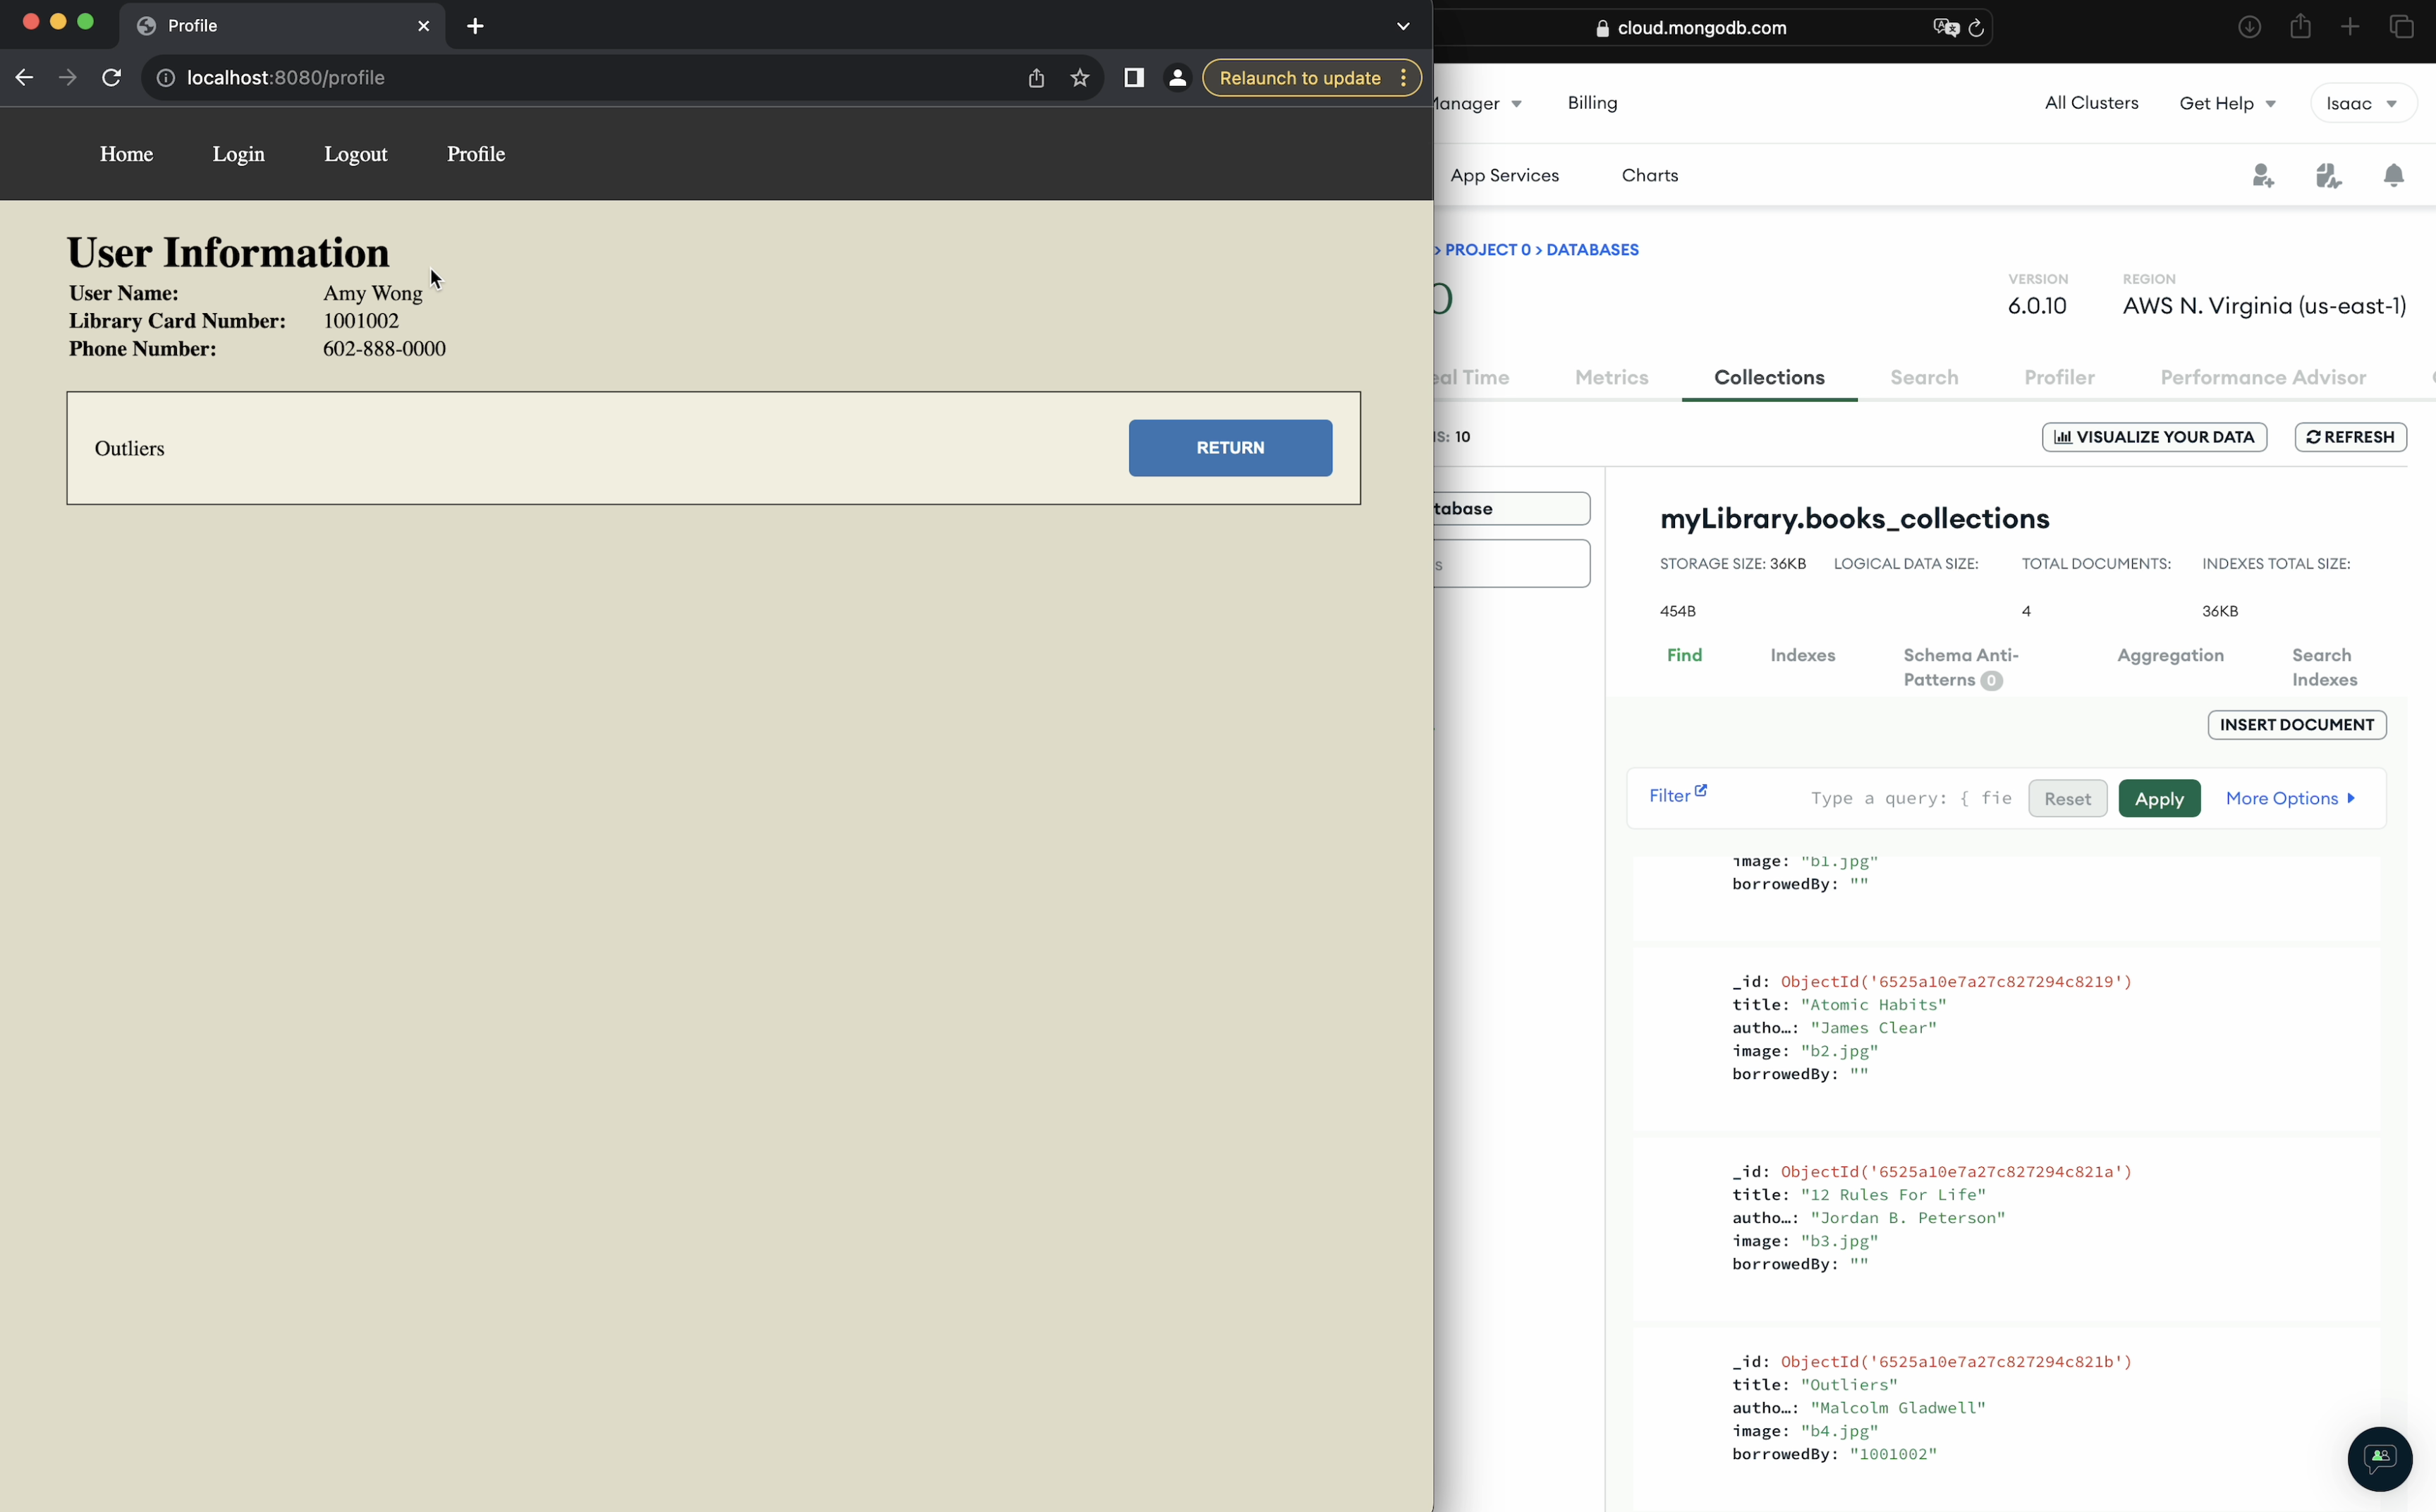 Profile
localhost:8080/profile
Relaunch to update
Home Login Logout Profile
User Information
User Name: Amy Wong
Library Card Number: 1001002
Phone Number: 602-888-0000
Outliers RETURN
cloud.mongodb.com
Manager Billing All Clusters Get Help Isaac
App Services Charts
> PROJECT 0 > DATABASES
VERSION REGION
6.0.10 AWS N. Virginia (us-east-1)
eal Time Metrics Collections Search Profiler Performance Advisor
S: 10 VISUALIZE YOUR DATA REFRESH
tabase
s
myLibrary.books_collections
STORAGE SIZE: 36KB LOGICAL DATA SIZE: TOTAL DOCUMENTS: INDEXES TOTAL SIZE:
454B 4 36KB
Find Indexes Schema Anti- Aggregation Search
Patterns 0 Indexes
INSERT DOCUMENT
Filter Type a query: { fie Reset Apply More Options
image: "b1.jpg"
borrowedBy: ""
_id: ObjectId('6525a10e7a27c827294c8219')
title: "Atomic Habits"
autho…: "James Clear"
image: "b2.jpg"
borrowedBy: ""
_id: ObjectId('6525a10e7a27c827294c821a')
title: "12 Rules For Life"
autho…: "Jordan B. Peterson"
image: "b3.jpg"
borrowedBy: ""
_id: ObjectId('6525a10e7a27c827294c821b')
title: "Outliers"
autho…: "Malcolm Gladwell"
image: "b4.jpg"
borrowedBy: "1001002"